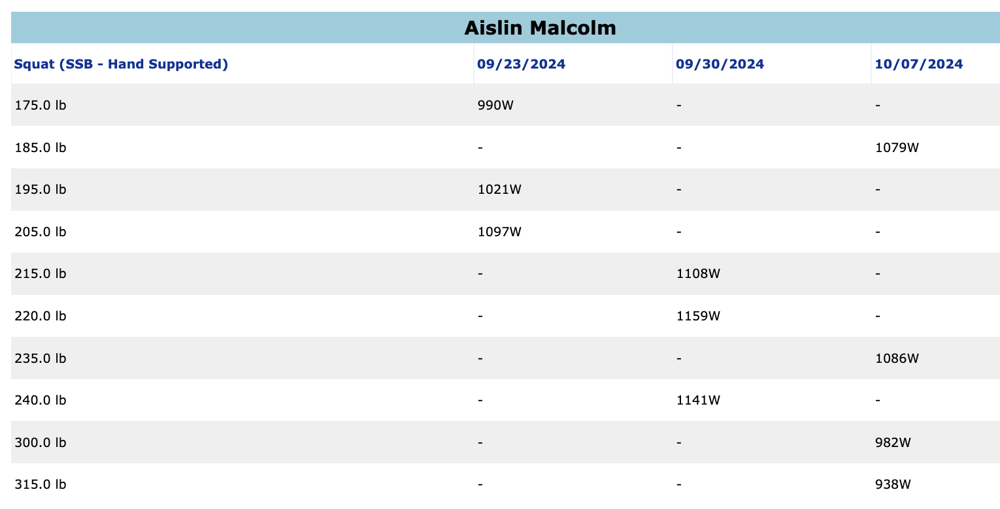 Aislin Malcolm
Squat (SSB - Hand Supported) 09/23/2024 09/30/2024 10/07/2024
175.0 lb 990W - -
185.0 lb - - 1079W
195.0 lb 1021W - -
205.0 lb 1097W - -
215.0 lb - 1108W -
220.0 lb - 1159W -
235.0 lb - - 1086W
240.0 lb - 1141W -
300.0 lb - - 982W
315.0 lb - - 938W